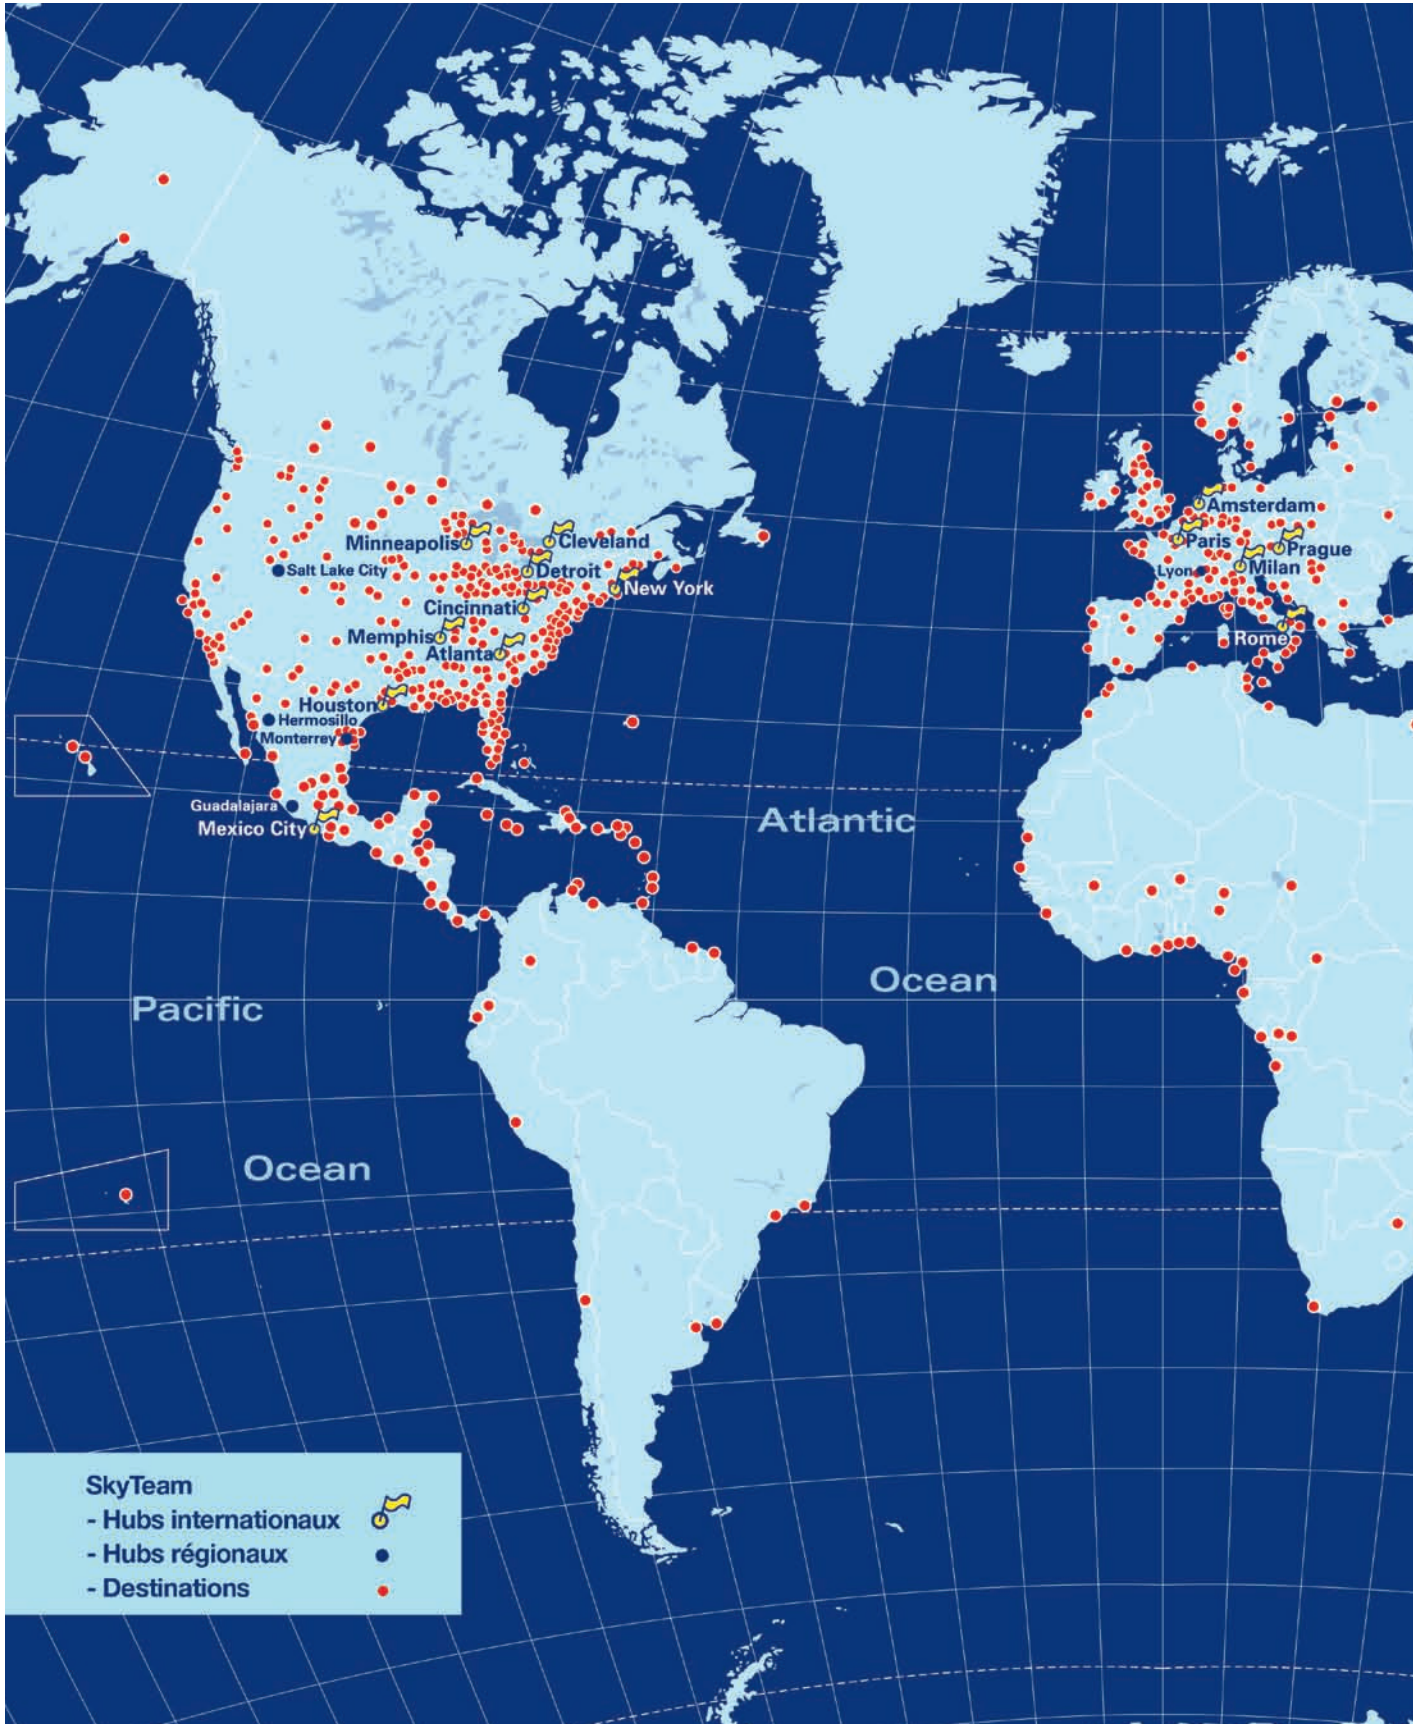 Minneapolis
Cleveland
Amsterdam
Paris
Prague
Salt Lake City
Detroit
Lyon
Milan
New York
Cincinnati
Memphis
Rome
Atlanta
Houston
Hermosillo
Monterrey
Guadalajara
Mexico City
Atlantic
Ocean
Pacific
Ocean
SkyTeam
- Hubs internationaux
- Hubs régionaux
- Destinations